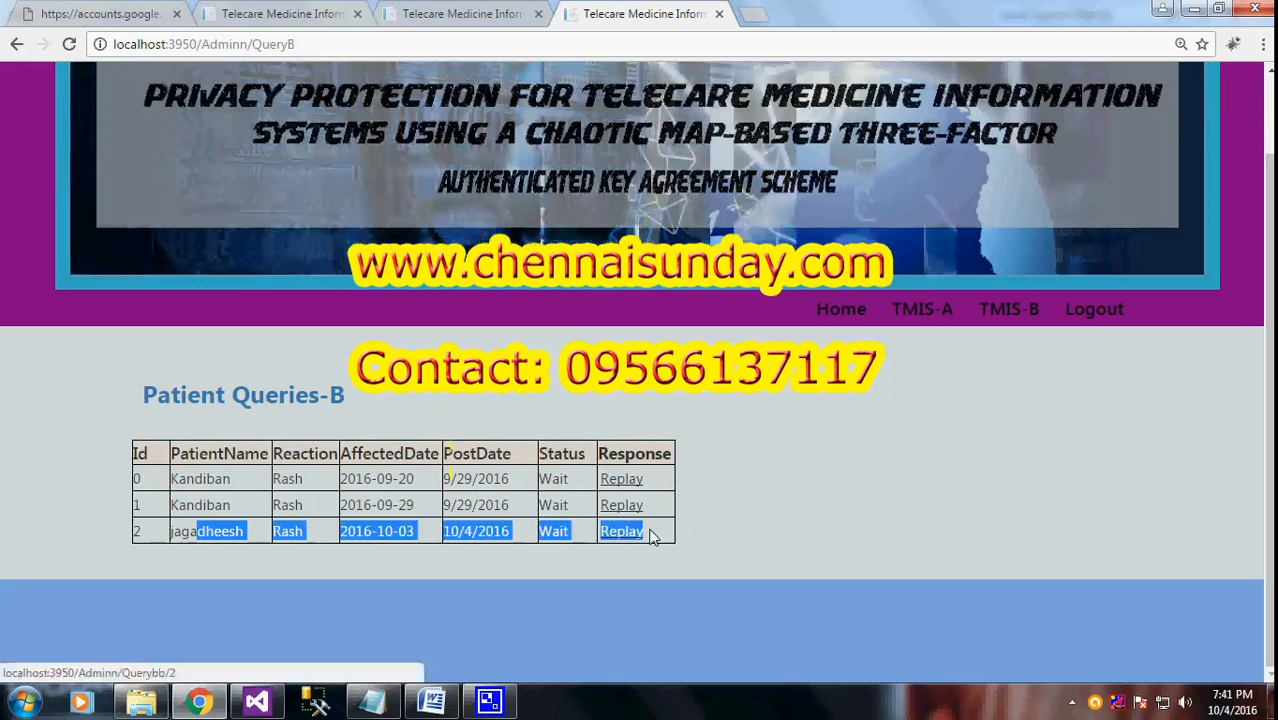 https://accounts.google.
Telecare Medicine Inform
Telecare Medicine Inform
Telecare Medicine Inform
localhost:3950/Adminn/QueryB
PRIVACY PROTECTION FOR TELECARE MEDICINE INFORMATION
SYSTEMS USING A CHAOTIC MAP-BASED THREE-FACTOR
AUTHENTICATED KEY AGREEMENT SCHEME
www.chennaisunday.com
Home TMIS-A TMIS-B Logout
Contact: 09566137117
Patient Queries-B
Id PatientName Reaction AffectedDate PostDate Status Response
0 Kandiban Rash 2016-09-20 9/29/2016 Wait Replay
1 Kandiban Rash 2016-09-29 9/29/2016 Wait Replay
2 jagadheesh Rash 2016-10-03 10/4/2016 Wait Replay
localhost:3950/Adminn/Querybb/2
7:41 PM
10/4/2016